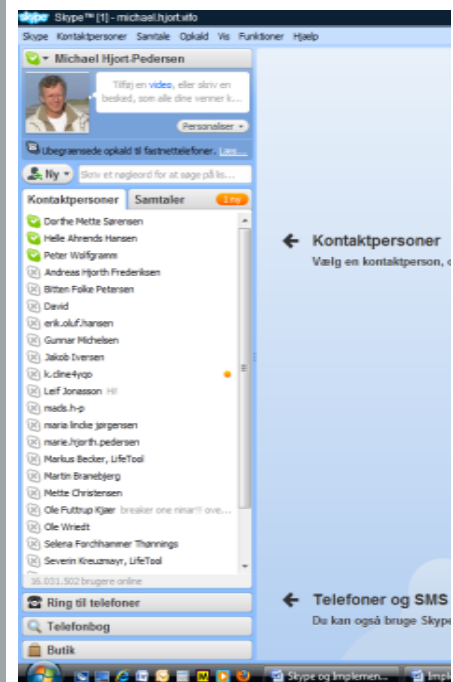 Skype™ [1] - michael.hjort.vifo
Skype Kontaktpersoner Samtale Opkald Vis Funktioner Hjælp
Michael Hjort-Pedersen
Tilføj en video, eller skriv en
besked, som alle dine venner k...
Personaliser
Ubegrænsede opkald til fastnettelefoner. Læs...
Ny
Skriv et nøgleord for at søge på lis...
Kontaktpersoner Samtaler 1 ny
Dorthe Mette Sørensen
Helle Ahrends Hansen
Peter Wolfgramm
Andreas Hjorth Frederiksen
Bitten Folke Petersen
David
erik.oluf.hansen
Gunnar Michelsen
Jakob Iversen
k.cline4yqo
Leif Jonasson Hi!
mads.h-p
maria lincke jørgensen
marie.hjorth.pedersen
Markus Becker, LifeTool
Martin Branebjerg
Mette Christensen
Ole Futtrup Kjær breaker one ninar!! ove...
Ole Wriedt
Selena Forchhammer Thønnings
Severin Kreuzmayr, LifeTool
16.031.502 brugere online
Ring til telefoner
Telefonbog
Butik
Kontaktpersoner
Vælg en kontaktperson,
Telefoner og SMS
Du kan også bruge Skype
Skype og Implemen...